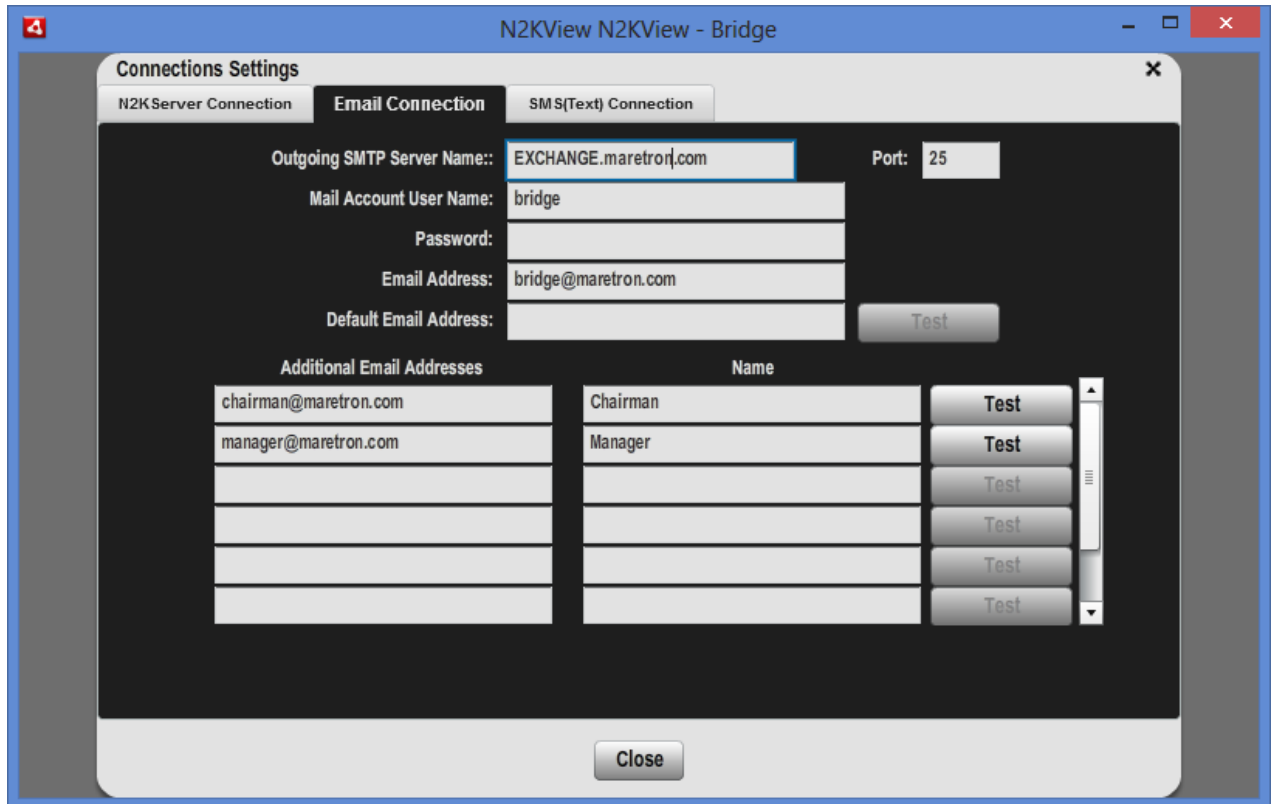 N2KView N2KView - Bridge
Connections Settings
N2KServer Connection Email Connection SMS(Text) Connection
Outgoing SMTP Server Name:: EXCHANGE.maretron.com Port: 25
Mail Account User Name: bridge
Password:
Email Address: bridge@maretron.com
Default Email Address: Test
Additional Email Addresses Name
chairman@maretron.com Chairman Test
manager@maretron.com Manager Test
Test
Test
Test
Test
Close